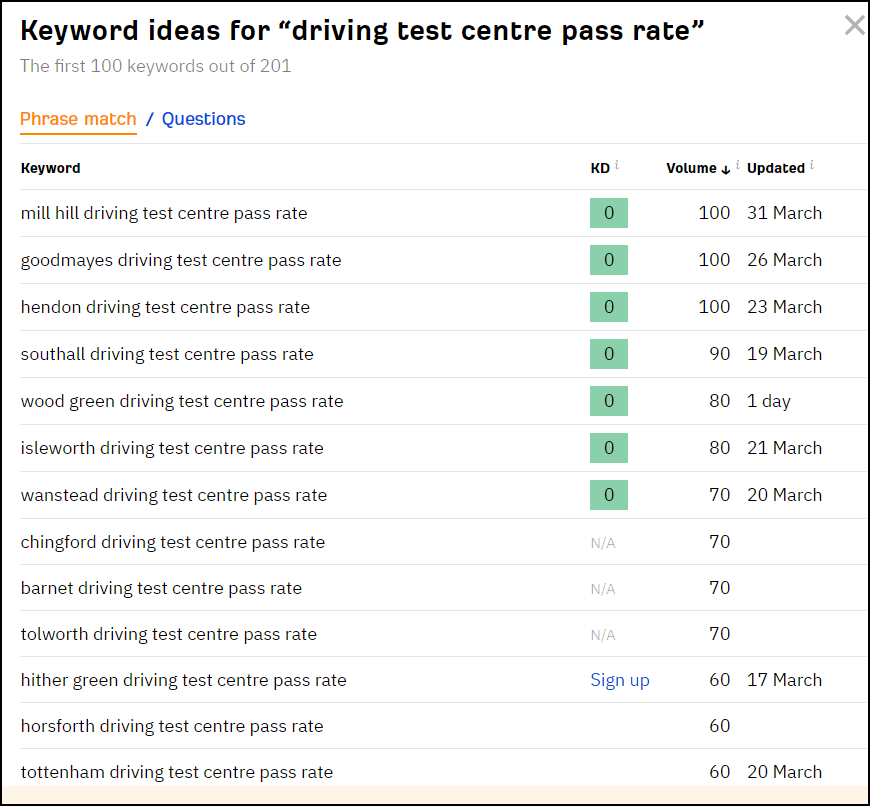 Keyword ideas for “driving test centre pass rate”
The first 100 keywords out of 201
Phrase match / Questions
Keyword KD i Volume ↓ i Updated i
mill hill driving test centre pass rate 0 100 31 March
goodmayes driving test centre pass rate 0 100 26 March
hendon driving test centre pass rate 0 100 23 March
southall driving test centre pass rate 0 90 19 March
wood green driving test centre pass rate 0 80 1 day
isleworth driving test centre pass rate 0 80 21 March
wanstead driving test centre pass rate 0 70 20 March
chingford driving test centre pass rate N/A 70
barnet driving test centre pass rate N/A 70
tolworth driving test centre pass rate N/A 70
hither green driving test centre pass rate Sign up 60 17 March
horsforth driving test centre pass rate 60
tottenham driving test centre pass rate 60 20 March